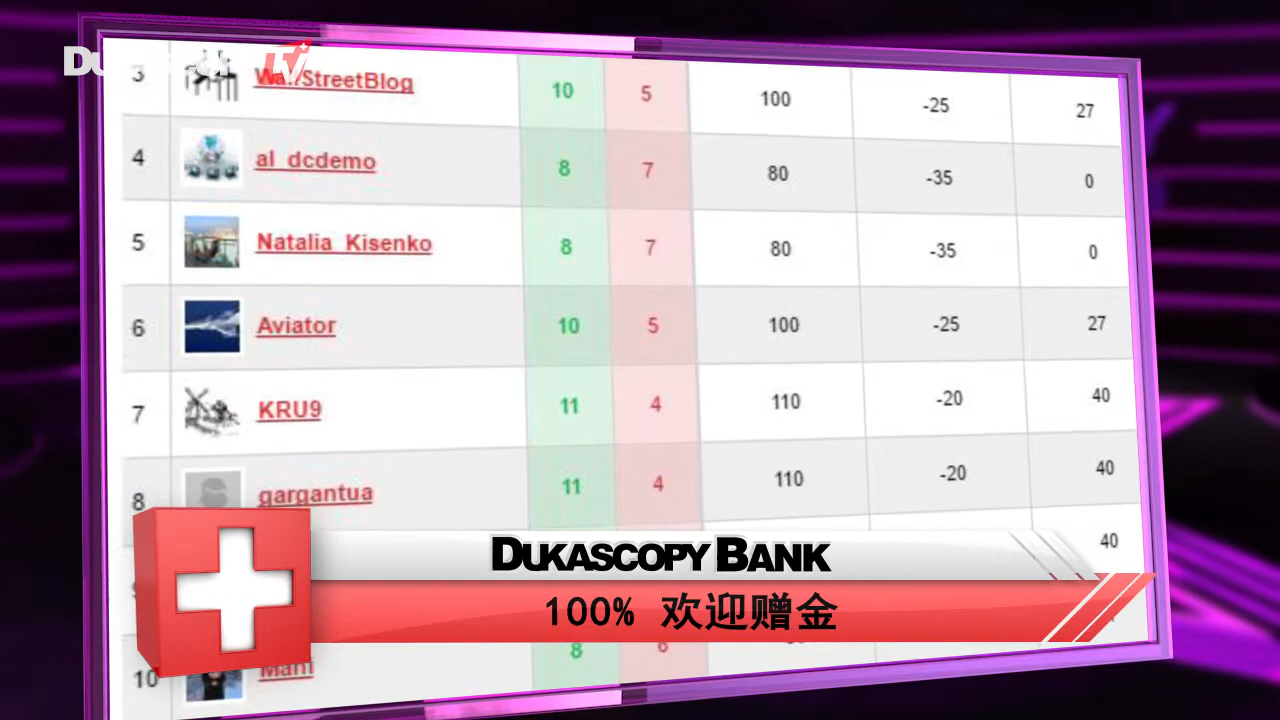 TV
3 WallStreetBlog 10 5 100 -25 27
4 al_dcdemo 8 7 80 -35 0
5 Natalia_Kisenko 8 7 80 -35 0
6 Aviator 10 5 100 -25 27
7 KRU9 11 4 110 -20 40
8 gargantua 11 4 110 -20 40
40
DUKASCOPY BANK
100% 欢迎赠金
10 8 6